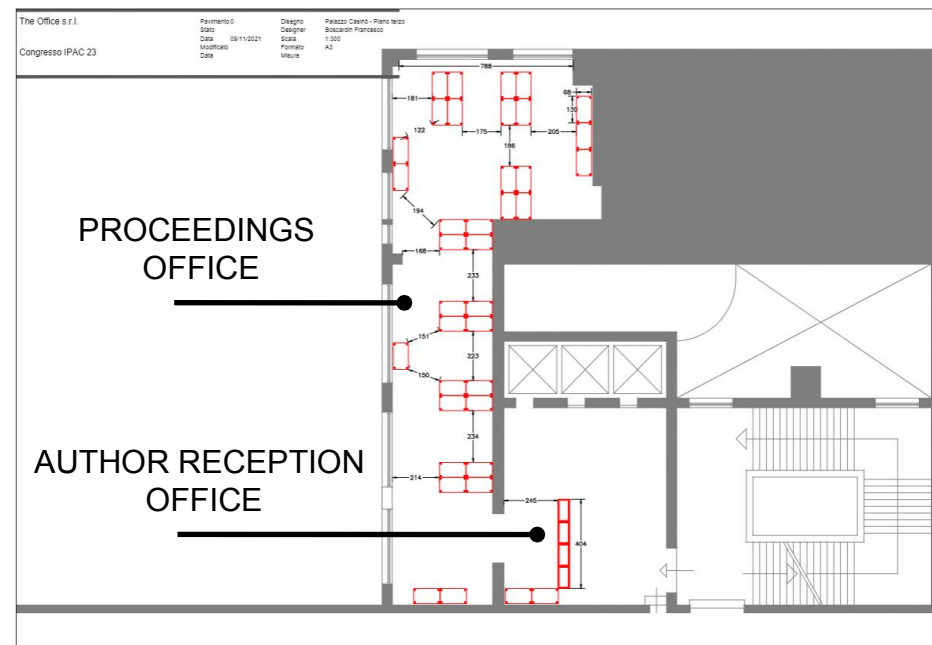 The Office s.r.l.
Congresso IPAC 23
Pavimento 0
Stato
Data 09/11/2021
Modificato
Data
Disegno Palazzo Casinò - Piano terzo
Designer Boscardin Francesco
Scala 1:300
Formato A3
Misure
788
181
68
130
122
175
205
186
194
168
233
PROCEEDINGS
OFFICE
151
223
150
234
AUTHOR RECEPTION
OFFICE
214
245
404